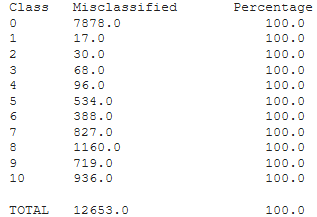 Class Misclassified Percentage
0 7878.0 100.0
1 17.0 100.0
2 30.0 100.0
3 68.0 100.0
4 96.0 100.0
5 534.0 100.0
6 388.0 100.0
7 827.0 100.0
8 1160.0 100.0
9 719.0 100.0
10 936.0 100.0
TOTAL 12653.0 100.0